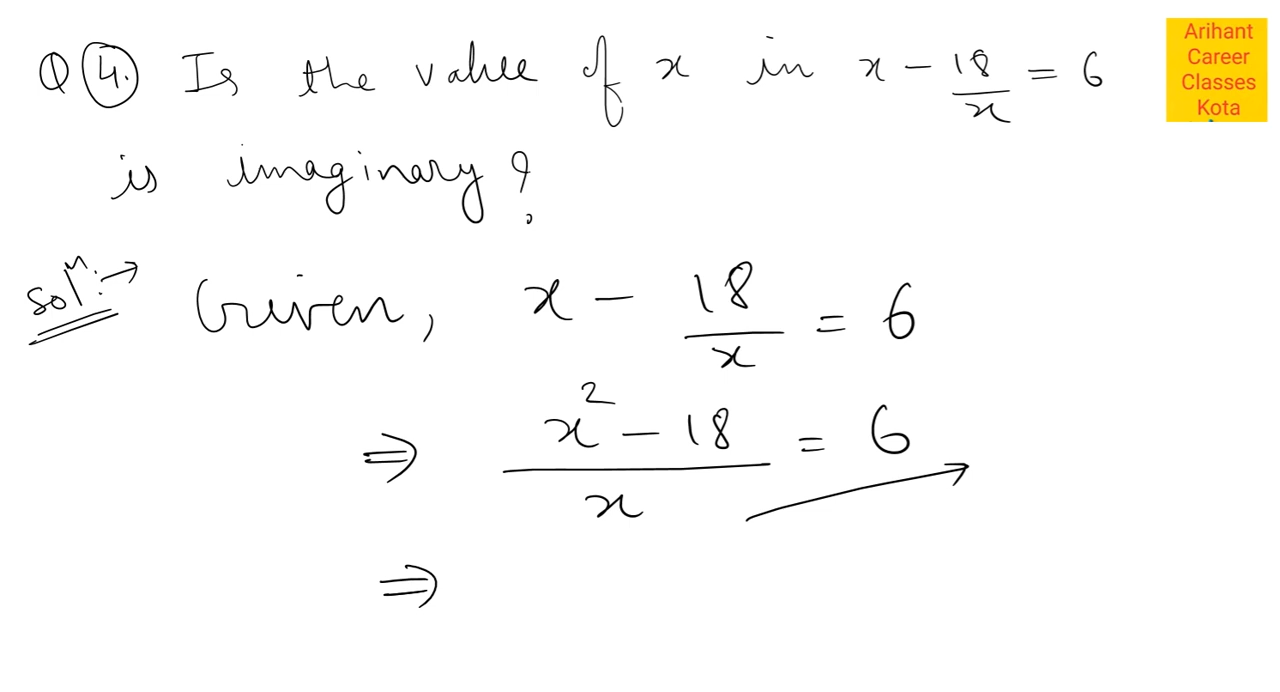 Q 4. Is the value of x in x - 18/x = 6
is imaginary?
Arihant
Career
Classes
Kota
Solⁿ:→ Given, x - 18/x = 6
⇒ (x² - 18)/x = 6
⇒